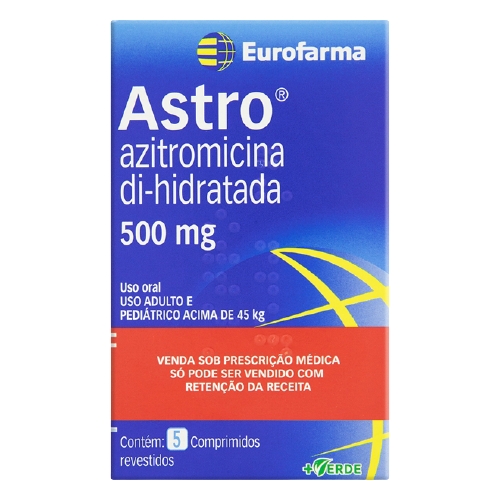 Eurofarma
Astro®
azitromicina
di-hidratada
500 mg
Uso oral
USO ADULTO E
PEDIÁTRICO ACIMA DE 45 kg
VENDA SOB PRESCRIÇÃO MÉDICA
SÓ PODE SER VENDIDO COM
RETENÇÃO DA RECEITA
Contém: 5 Comprimidos
revestidos
+VERDE